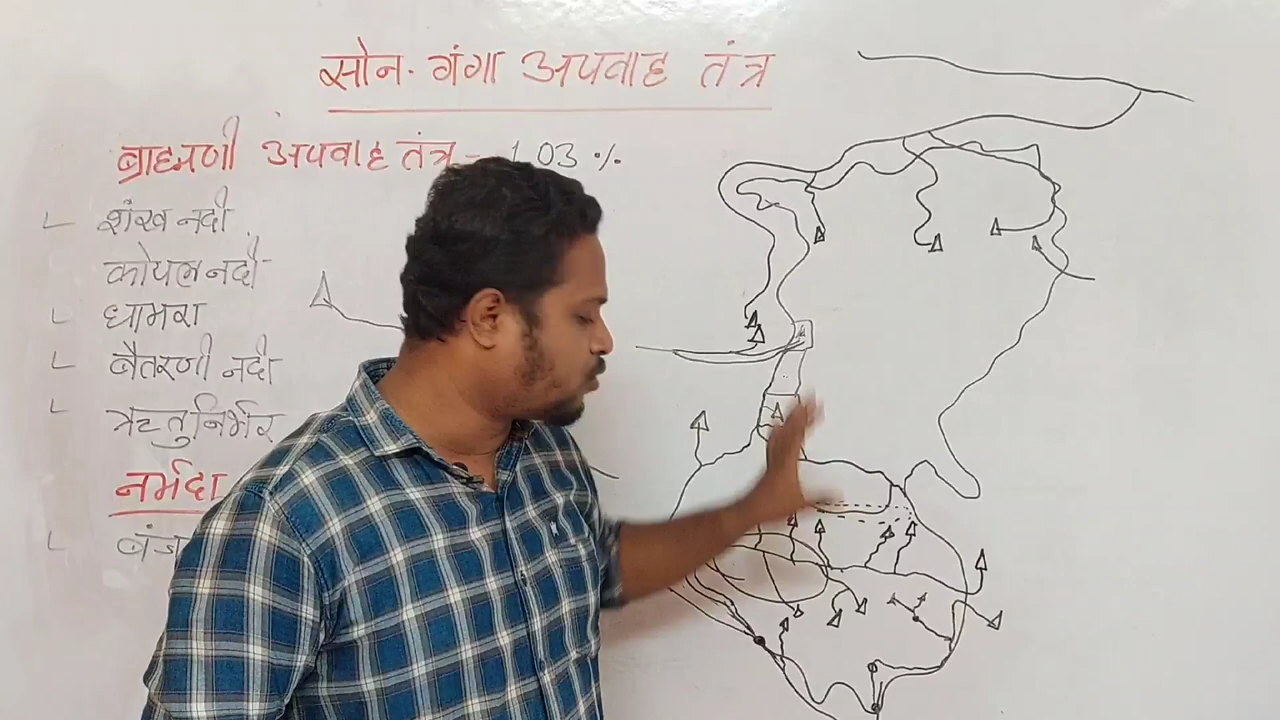 सोन-गंगा अपवाह तंत्र
ब्राह्मणी अपवाह तंत्र - 1.03 %
∟ शंख नदी
कोयल नदी
∟ धामरा
∟ बैतरणी नदी
∟ ऋतुनिर्भर
नर्मदा
∟